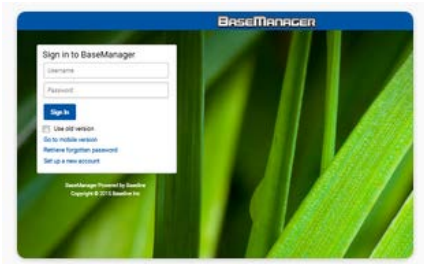 BASEMANAGER
Sign in to BaseManager
Username
Password
Sign In
Use old version
Go to mobile version
Retrieve forgotten password
Set up a new account
BaseManager Powered by Baseline
Copyright © 2013 Baseline Inc